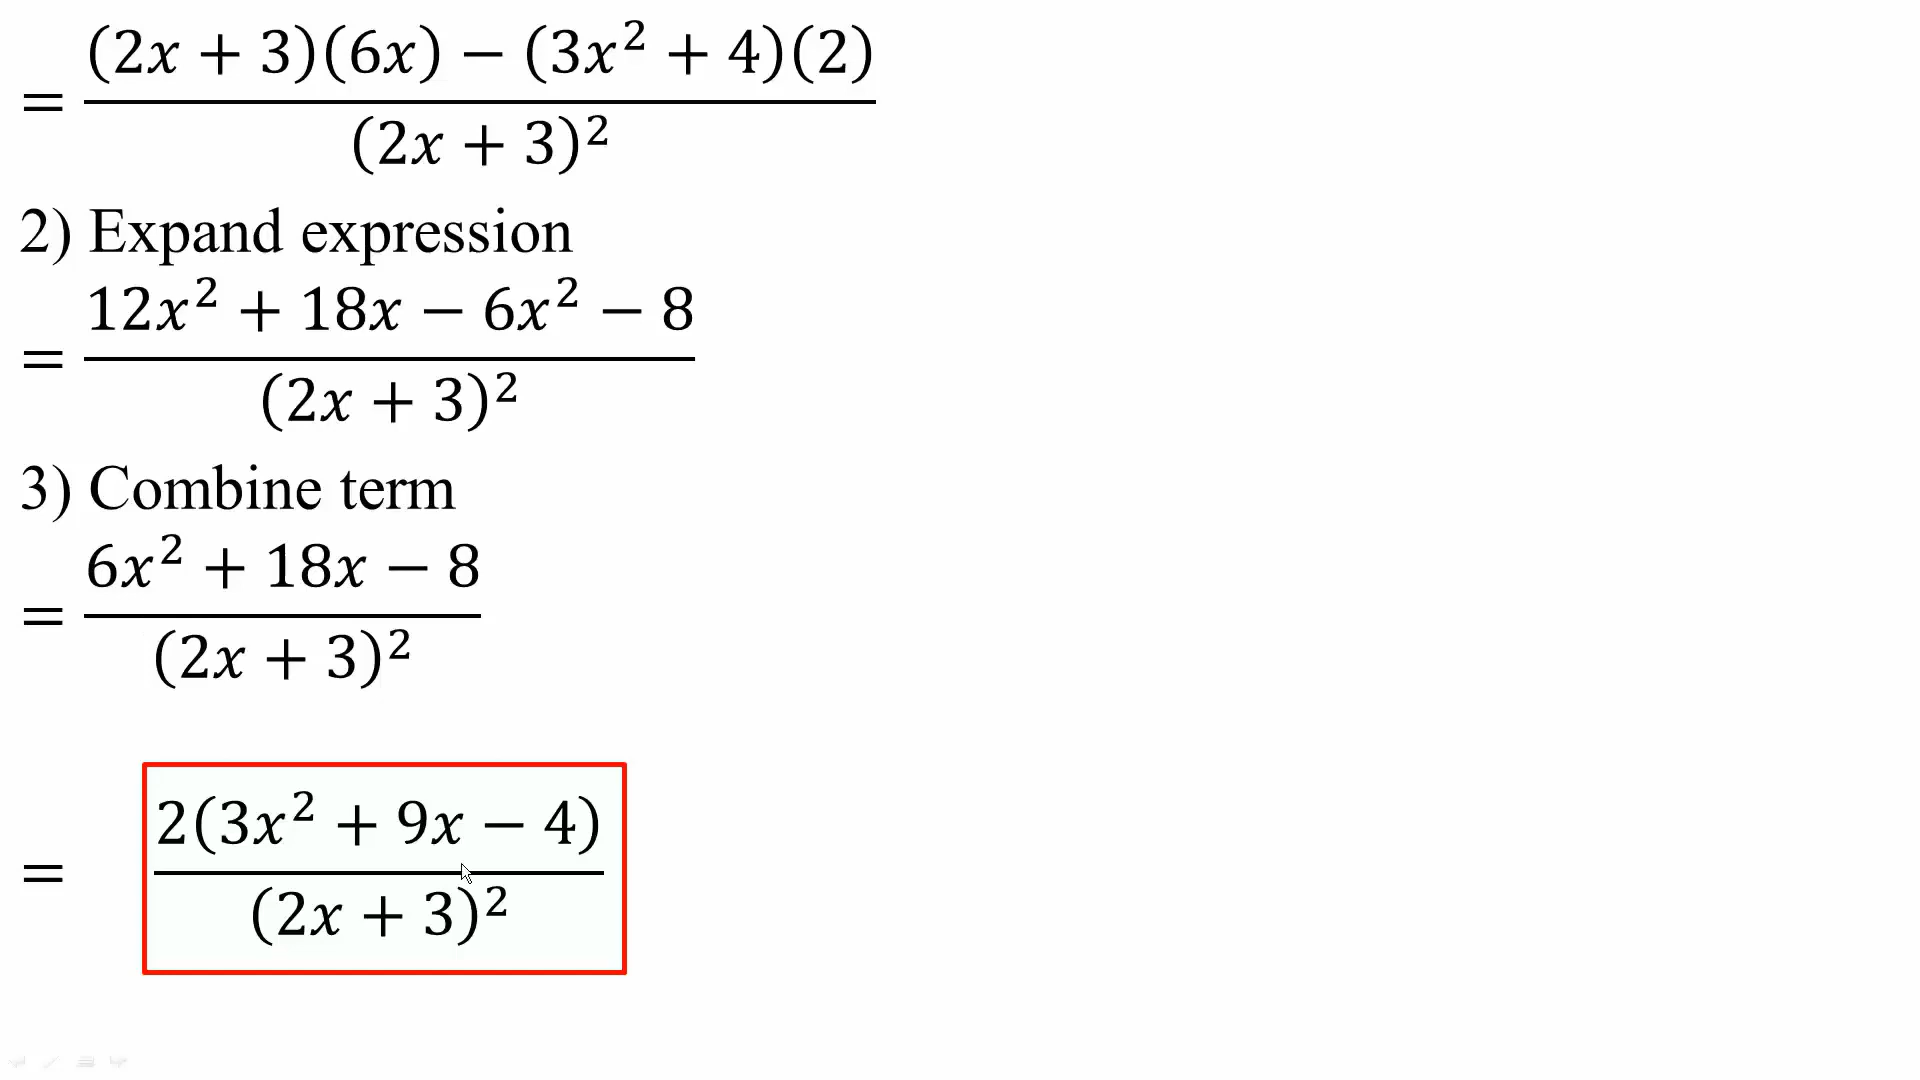 = (2x + 3)(6x) − (3x² + 4)(2)
(2x + 3)²
2) Expand expression
= 12x² + 18x − 6x² − 8
(2x + 3)²
3) Combine term
= 6x² + 18x − 8
(2x + 3)²
= 2(3x² + 9x − 4)
(2x + 3)²